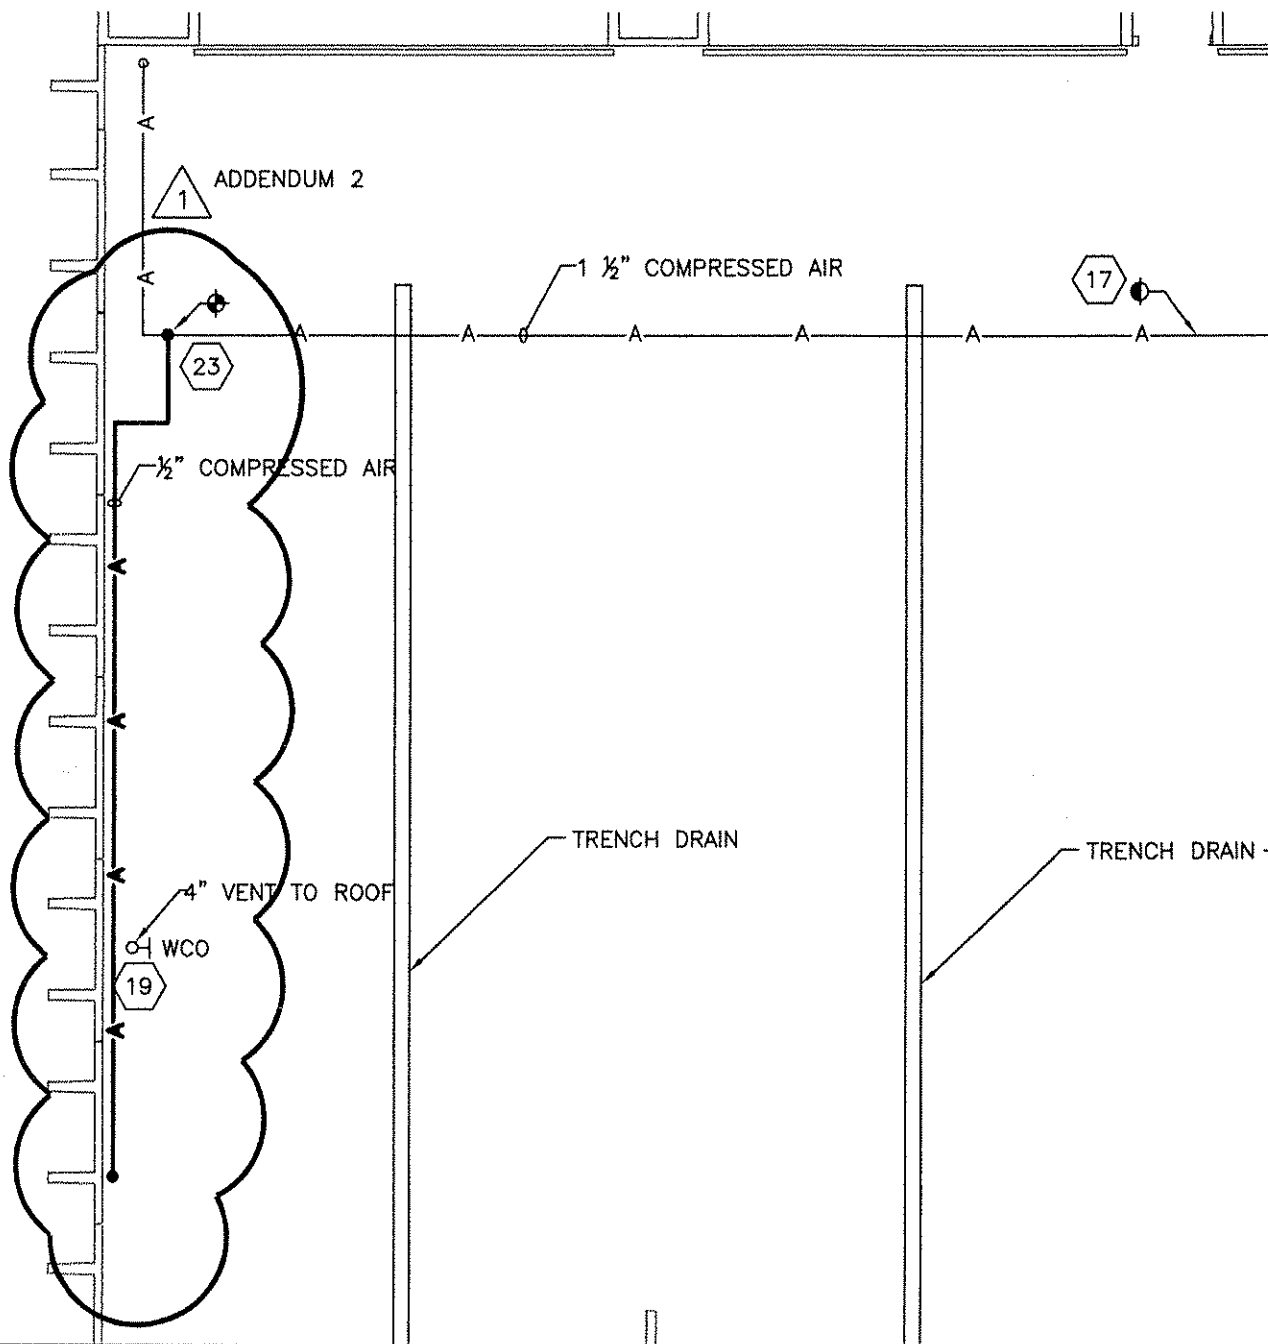 A
ADDENDUM 2
1
A
1 ½" COMPRESSED AIR
17
A
A
A
A
A
A
23
½" COMPRESSED AIR
A
A
TRENCH DRAIN
TRENCH DRAIN
A
4" VENT TO ROOF
WCO
19
A